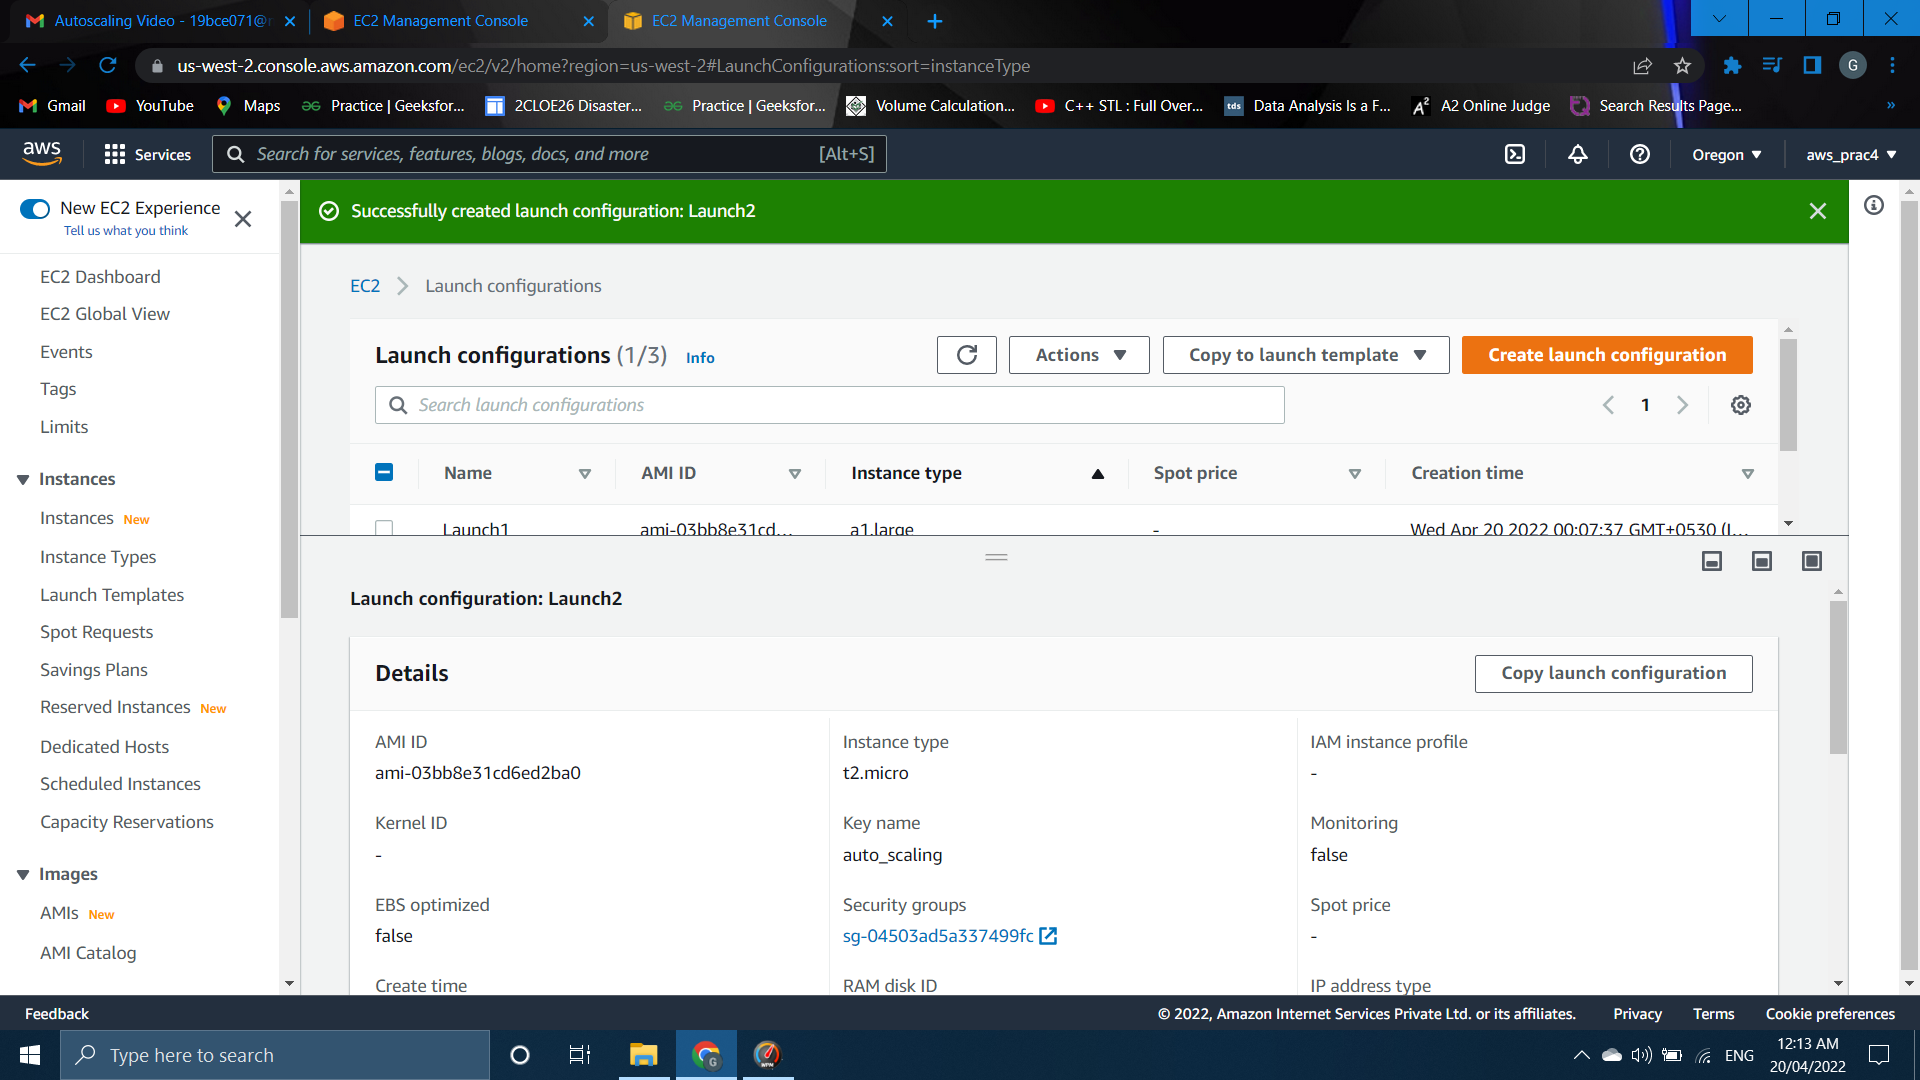 Autoscaling Video - 19bce071@
EC2 Management Console
EC2 Management Console
us-west-2.console.aws.amazon.com/ec2/v2/home?region=us-west-2#LaunchConfigurations:sort=instanceType
G
Gmail
YouTube
Maps
Practice | Geeksfor...
2CLOE26 Disaster...
Practice | Geeksfor...
Volume Calculation...
C++ STL : Full Over...
tds
Data Analysis Is a F...
A2 Online Judge
Search Results Page...
»
aws
Services
Search for services, features, blogs, docs, and more
[Alt+S]
Oregon
aws_prac4
New EC2 Experience
Tell us what you think
EC2 Dashboard
EC2 Global View
Events
Tags
Limits
Instances
Instances New
Instance Types
Launch Templates
Spot Requests
Savings Plans
Reserved Instances New
Dedicated Hosts
Scheduled Instances
Capacity Reservations
Images
AMIs New
AMI Catalog
Successfully created launch configuration: Launch2
EC2 > Launch configurations
Launch configurations (1/3) Info
Actions
Copy to launch template
Create launch configuration
Search launch configurations
1
Name
AMI ID
Instance type
Spot price
Creation time
Launch1
ami-03bb8e31cd...
a1.large
-
Wed Apr 20 2022 00:07:37 GMT+0530 (I...
Launch configuration: Launch2
Details
Copy launch configuration
AMI ID
ami-03bb8e31cd6ed2ba0
Instance type
t2.micro
IAM instance profile
-
Kernel ID
-
Key name
auto_scaling
Monitoring
false
EBS optimized
false
Security groups
sg-04503ad5a337499fc
Spot price
-
Create time
RAM disk ID
IP address type
Feedback
© 2022, Amazon Internet Services Private Ltd. or its affiliates.
Privacy
Terms
Cookie preferences
Type here to search
G
ENG
12:13 AM
20/04/2022